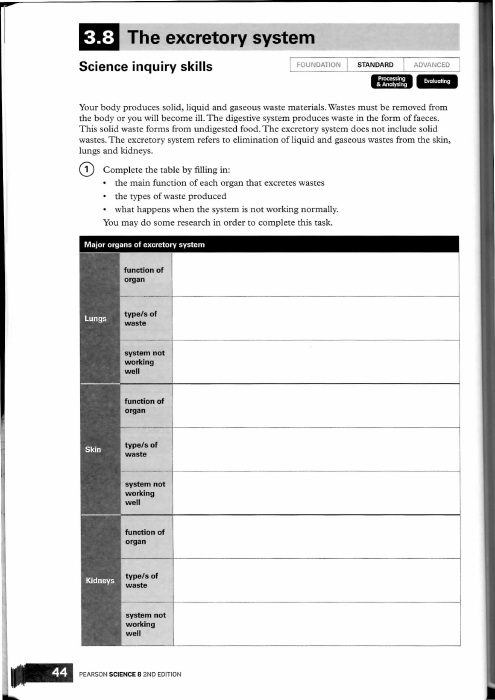 3.8 The excretory system
Science inquiry skills
FOUNDATION STANDARD ADVANCED
Processing & Analysing
Evaluating
Your body produces solid, liquid and gaseous waste materials. Wastes must be removed from
the body or you will become ill. The digestive system produces waste in the form of faeces.
This solid waste forms from undigested food. The excretory system does not include solid
wastes. The excretory system refers to elimination of liquid and gaseous wastes from the skin,
lungs and kidneys.
1 Complete the table by filling in:
• the main function of each organ that excretes wastes
• the types of waste produced
• what happens when the system is not working normally.
You may do some research in order to complete this task.
Major organs of excretory system
Lungs
function of
organ
type/s of
waste
system not
working
well
Skin
function of
organ
type/s of
waste
system not
working
well
Kidneys
function of
organ
type/s of
waste
system not
working
well
44 PEARSON SCIENCE 8 2ND EDITION